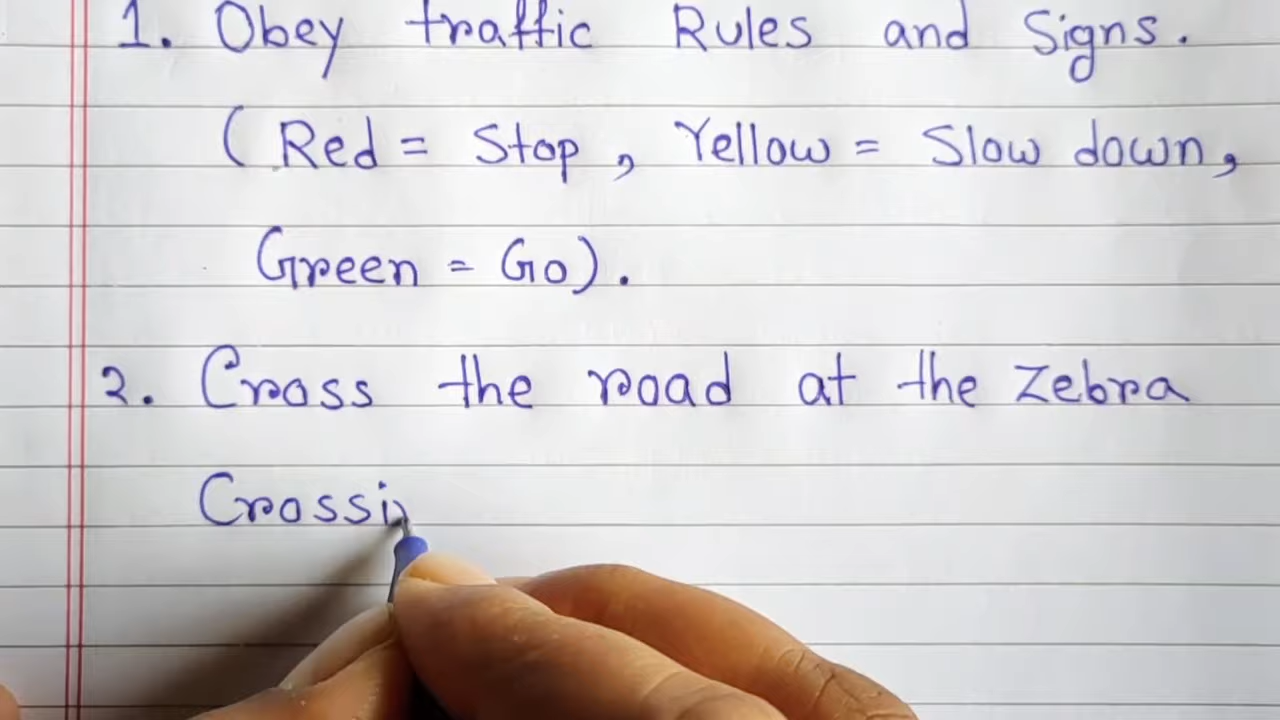 1. Obey traffic Rules and Signs.
( Red = Stop, Yellow = Slow down,
Green = Go).
2. Cross the road at the Zebra
Crossin